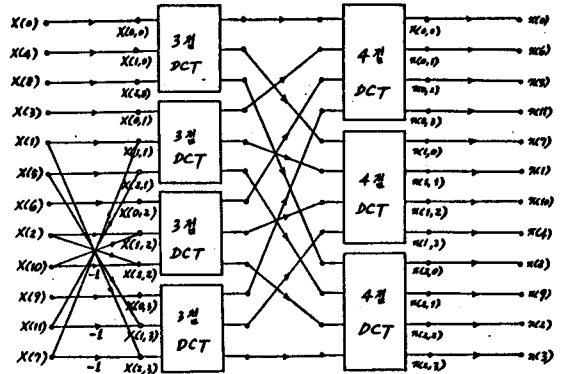 X(0) X(0,0) 3점 DCT 4점 DCT x(0,0) x(0)
X(4) X(1,0) x(0,1) x(6)
X(8) X(2,0) x(0,2)
X(3) X(0,1) 3점 DCT x(0,3) x(11)
X(1) X(1,1) 4점 DCT x(1,0) x(7)
X(5) X(2,1) x(1,1) x(1)
X(6) X(0,2) 3점 DCT x(1,2) x(10)
X(2) X(1,2) x(1,3) x(4)
X(10) -1 X(2,2) 4점 DCT x(2,0)
X(9) X(0,3) 3점 DCT x(2,1) x(9)
X(11) -1 X(1,3) x(2,2) x(2)
X(7) -1 X(2,3) x(2,3) x(3)